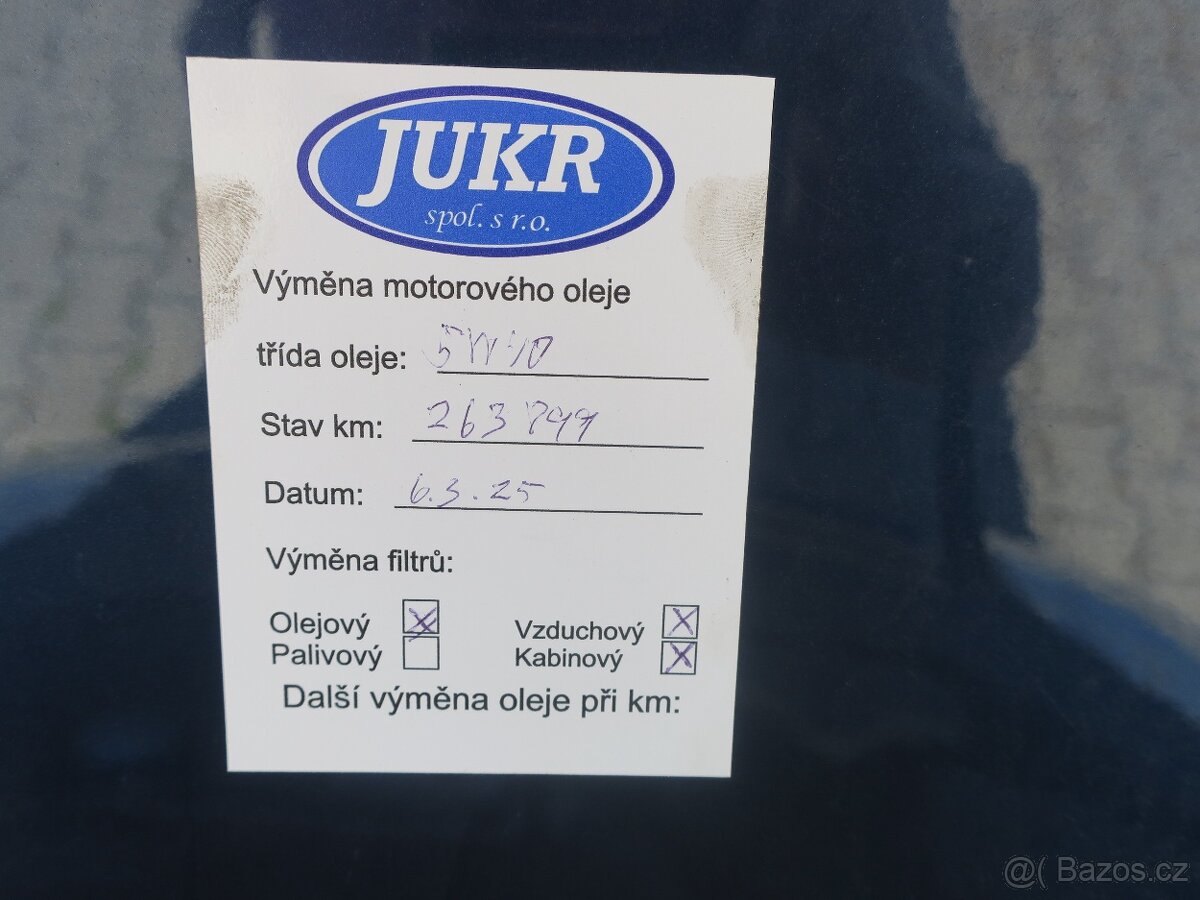 JUKR
spol. s r.o.
Výměna motorového oleje
třída oleje: 5W40
Stav km: 263
Datum: 6.3.25
Výměna filtrů:
Olejový X Vzduchový X
Palivový Kabinový X
Další výměna oleje při km:
@( Bazos.cz